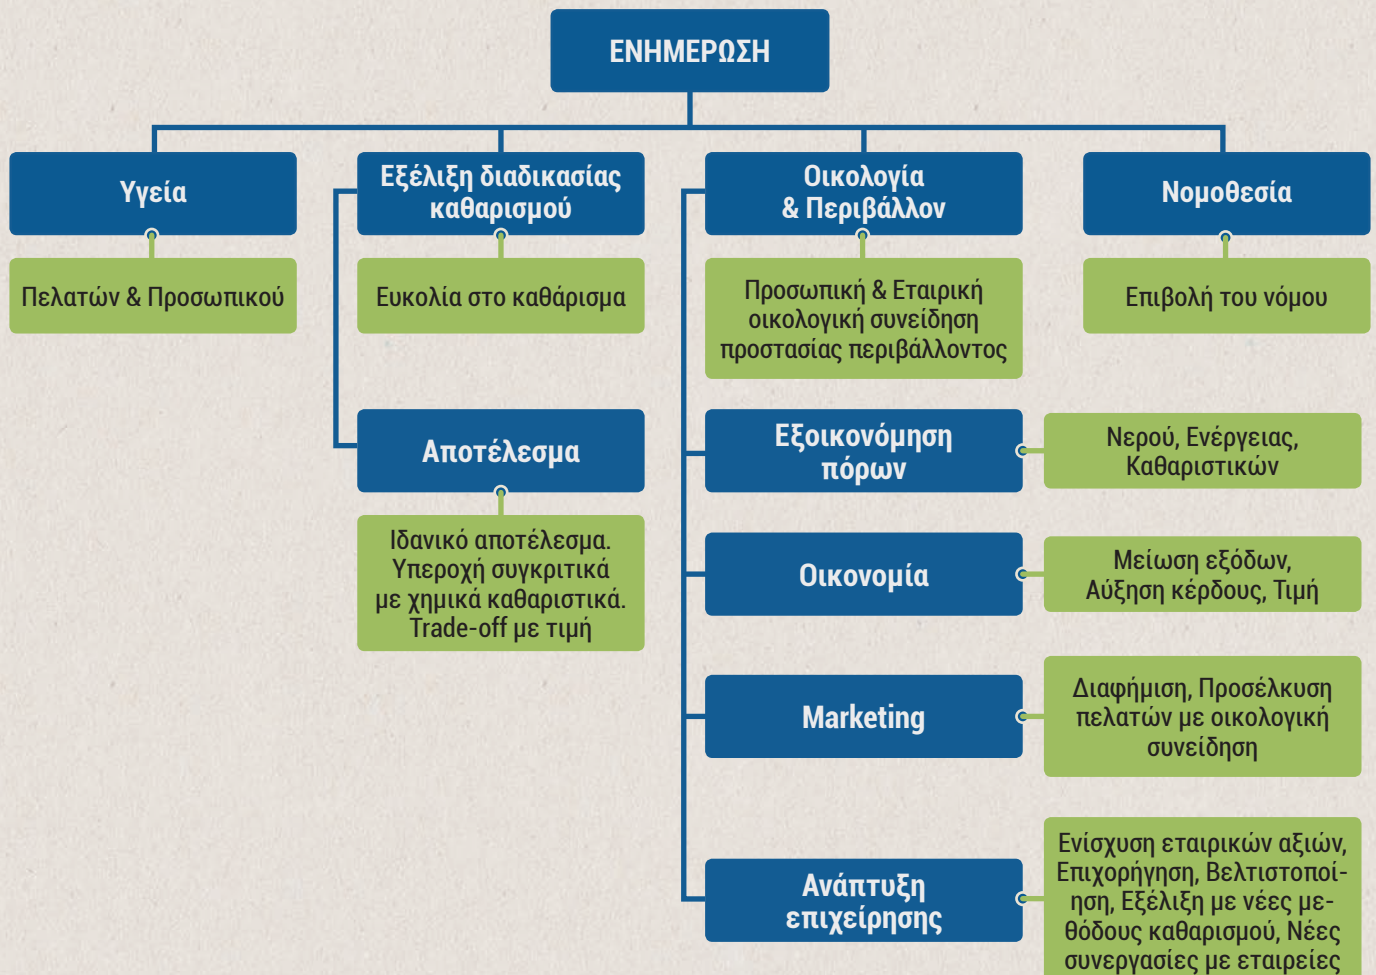 ΕΝΗΜΕΡΩΣΗ
Υγεία
Πελατών & Προσωπικού
Εξέλιξη διαδικασίας
καθαρισμού
Ευκολία στο καθάρισμα
Αποτέλεσμα
Ιδανικό αποτέλεσμα.
Υπεροχή συγκριτικά
με χημικά καθαριστικά.
Trade-off με τιμή
Οικολογία
& Περιβάλλον
Προσωπική & Εταιρική
οικολογική συνείδηση
προστασίας περιβάλλοντος
Εξοικονόμηση
πόρων
Νερού, Ενέργειας,
Καθαριστικών
Οικονομία
Μείωση εξόδων,
Αύξηση κέρδους, Τιμή
Marketing
Διαφήμιση, Προσέλκυση
πελατών με οικολογική
συνείδηση
Ανάπτυξη
επιχείρησης
Ενίσχυση εταιρικών αξιών,
Επιχορήγηση, Βελτιστοποί-
ηση, Εξέλιξη με νέες με-
θόδους καθαρισμού, Νέες
συνεργασίες με εταιρείες
Νομοθεσία
Επιβολή του νόμου